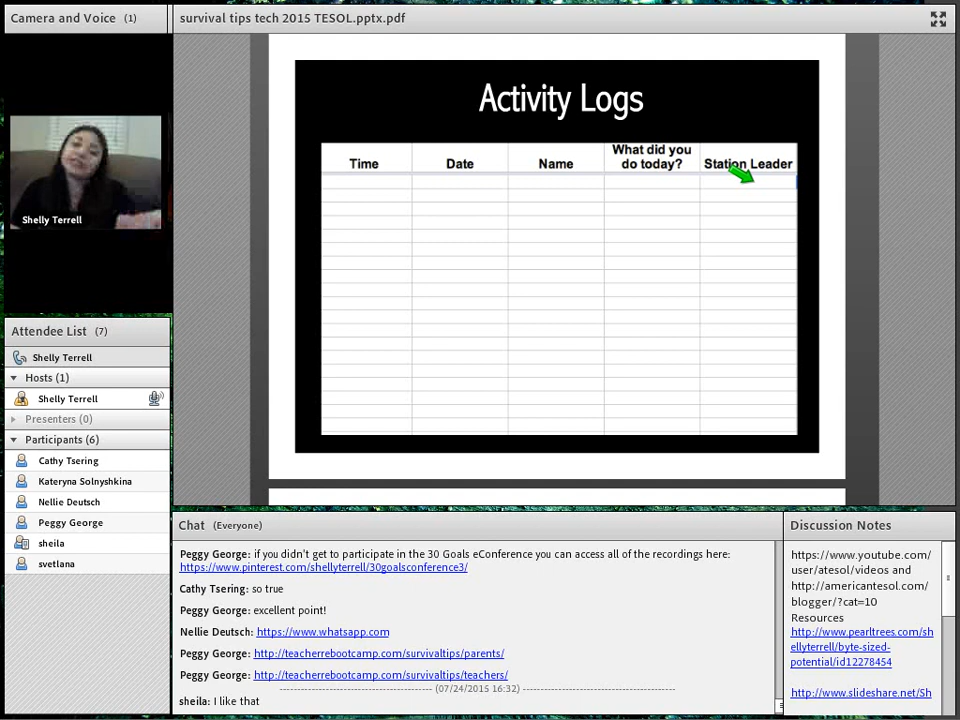 Camera and Voice (1)
survival tips tech 2015 TESOL.pptx.pdf
Shelly Terrell
Activity Logs
Time
Date
Name
What did you
do today?
Station Leader
Attendee List (7)
Shelly Terrell
Hosts (1)
Shelly Terrell
Presenters (0)
Participants (6)
Cathy Tsering
Kateryna Solnyshkina
Nellie Deutsch
Peggy George
sheila
svetlana
Chat (Everyone)
Peggy George: if you didn't get to participate in the 30 Goals eConference you can access all of the recordings here:
https://www.pinterest.com/shellyterrell/30goalsconference3/
Cathy Tsering: so true
Peggy George: excellent point!
Nellie Deutsch: https://www.whatsapp.com
Peggy George: http://teacherrebootcamp.com/survivaltips/parents/
Peggy George: http://teacherrebootcamp.com/survivaltips/teachers/
(07/24/2015 16:32)
sheila: I like that
Discussion Notes
https://www.youtube.com/
user/atesol/videos and
http://americantesol.com/
blogger/?cat=10
Resources
http://www.pearltrees.com/sh
ellyterrell/byte-sized-
potential/id12278454
http://www.slideshare.net/Sh